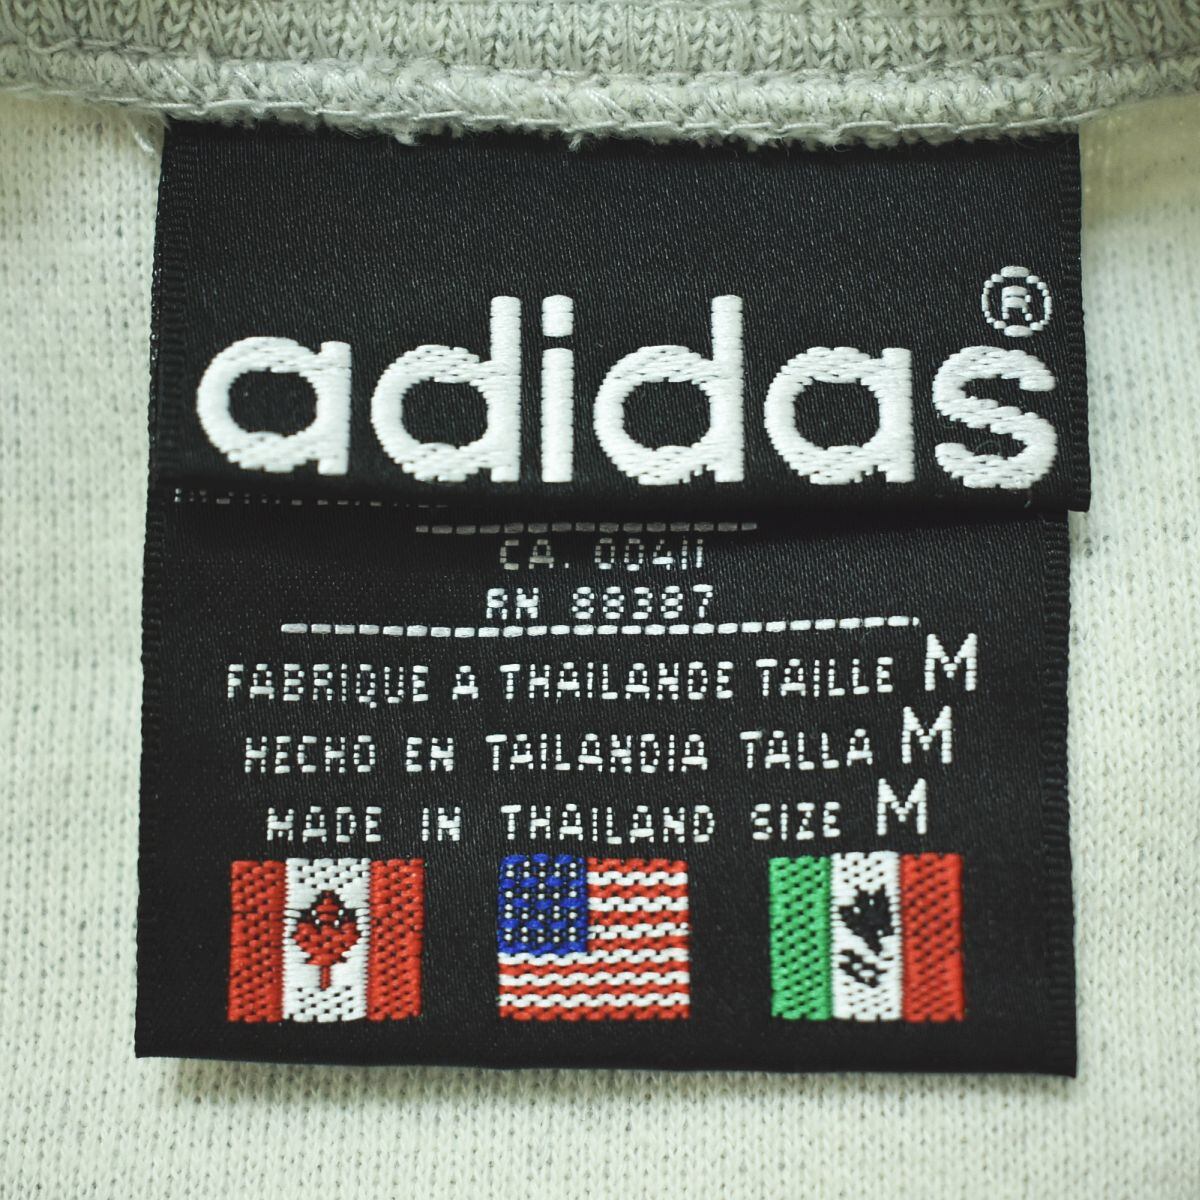 adidas®
CA. 00411
RN 88387
FABRIQUE A THAILANDE TAILLE M
HECHO EN TAILANDIA TALLA M
MADE IN THAILAND SIZE M